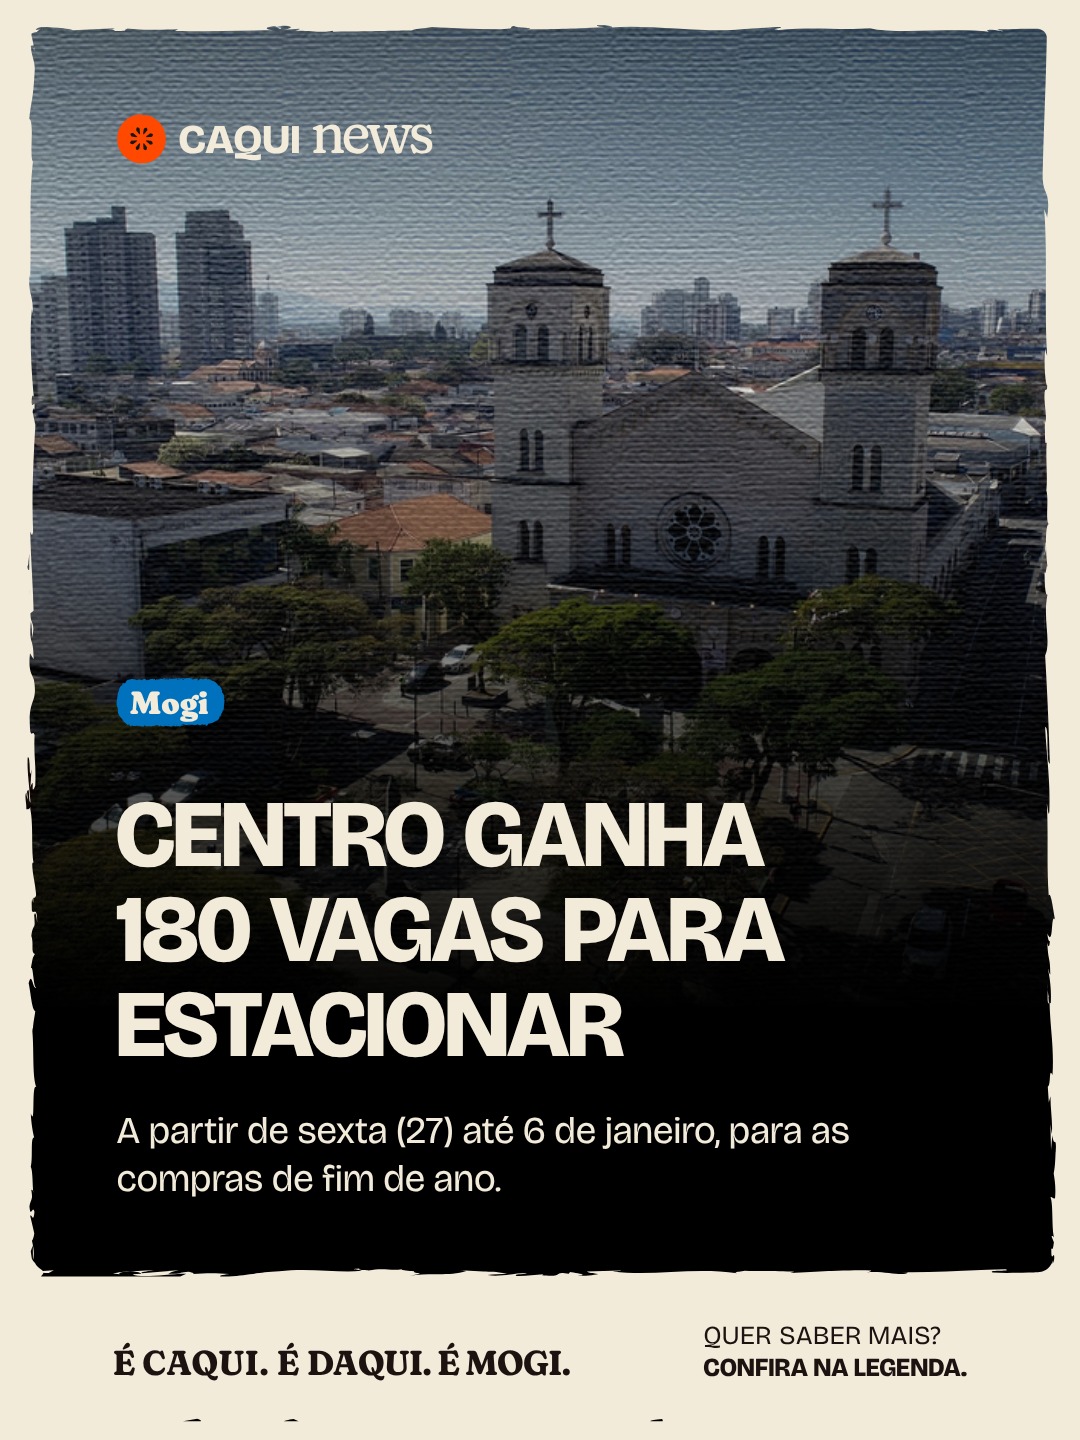 CAQUI news
Mogi
CENTRO GANHA
180 VAGAS PARA
ESTACIONAR
A partir de sexta (27) até 6 de janeiro, para as
compras de fim de ano.
QUER SABER MAIS?
É CAQUI. É DAQUI. É MOGI.
CONFIRA NA LEGENDA.